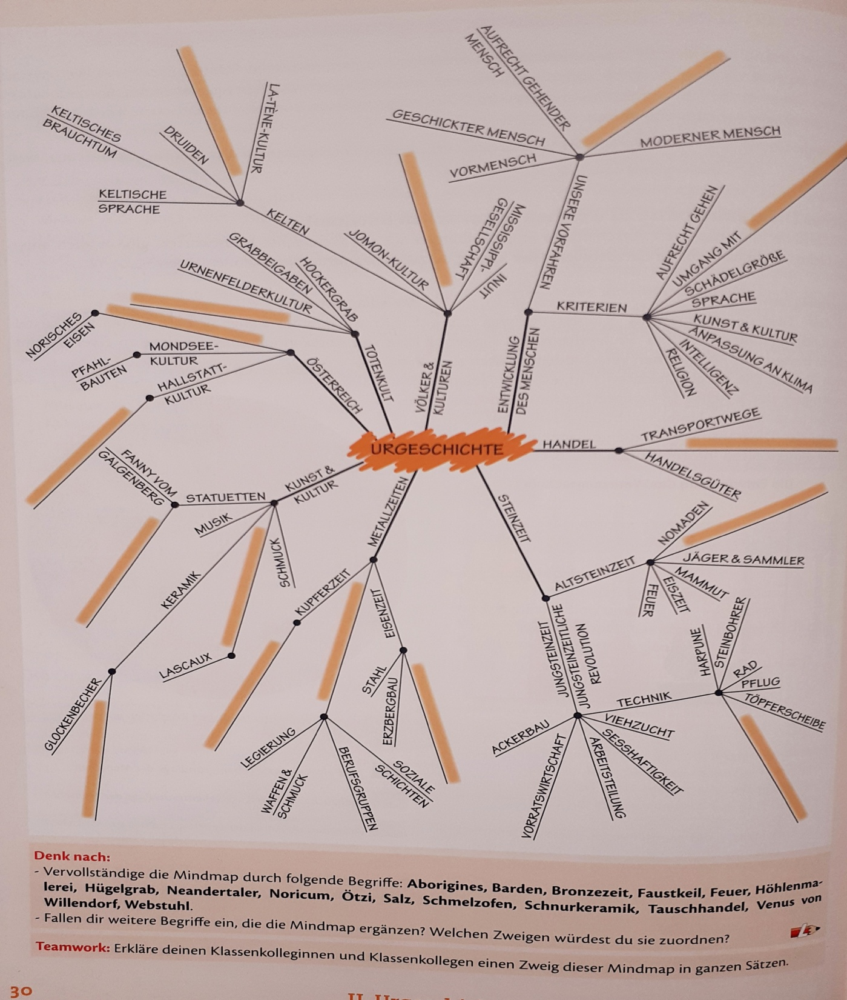 AUFRECHT GEHENDER
MENSCH
GESCHICKTER MENSCH
VORMENSCH
MODERNER MENSCH
UNSERE VORFAHREN
LA-TÈNE-KULTUR
KELTISCHES
BRAUCHTUM
DRUIDEN
KELTISCHE
SPRACHE
KELTEN
JOMON-KULTUR
MISSISSIPPI-
GESELLSCHAFT
INUIT
VÖLKER &
KULTUREN
AUFRECHT GEHEN
UMGANG MIT
SCHÄDELGRÖßE
SPRACHE
KUNST & KULTUR
ANPASSUNG AN KLIMA
INTELLIGENZ
RELIGION
KRITERIEN
ENTWICKLUNG
DES MENSCHEN
GRABBEIGABEN
HOCKERGRAB
URNENFELDERKULTUR
TOTENKULT
NORISCHES
EISEN
MONDSEE-
KULTUR
PFAHL-
BAUTEN
HALLSTATT-
KULTUR
ÖSTERREICH
URGESCHICHTE
HANDEL
TRANSPORTWEGE
HANDELSGÜTER
FANNY VOM
GALGENBERG
STATUETTEN
KUNST &
KULTUR
MUSIK
SCHMUCK
KERAMIK
LASCAUX
GLOCKENBECHER
METALLZEITEN
KUPFERZEIT
EISENZEIT
STAHL
ERZBERGBAU
LEGIERUNG
WAFFEN &
SCHMUCK
BERUFSGRUPPEN
SOZIALE
SCHICHTEN
STEINZEIT
ALTSTEINZEIT
NOMADEN
JÄGER & SAMMLER
MAMMUT
EISZEIT
FEUER
JUNGSTEINZEIT
JUNGSTEINZEITLICHE
REVOLUTION
TECHNIK
HARPUNE
STEINBOHRER
RAD
PFLUG
TÖPFERSCHEIBE
VIEHZUCHT
SESSHAFTIGKEIT
ARBEITSTEILUNG
VORRATSWIRTSCHAFT
ACKERBAU
Denk nach:
- Vervollständige die Mindmap durch folgende Begriffe: Aborigines, Barden, Bronzezeit, Faustkeil, Feuer, Höhlenma-
lerei, Hügelgrab, Neandertaler, Noricum, Ötzi, Salz, Schmelzofen, Schnurkeramik, Tauschhandel, Venus von
Willendorf, Webstuhl.
- Fallen dir weitere Begriffe ein, die die Mindmap ergänzen? Welchen Zweigen würdest du sie zuordnen?
Teamwork: Erkläre deinen Klassenkolleginnen und Klassenkollegen einen Zweig dieser Mindmap in ganzen Sätzen.
30